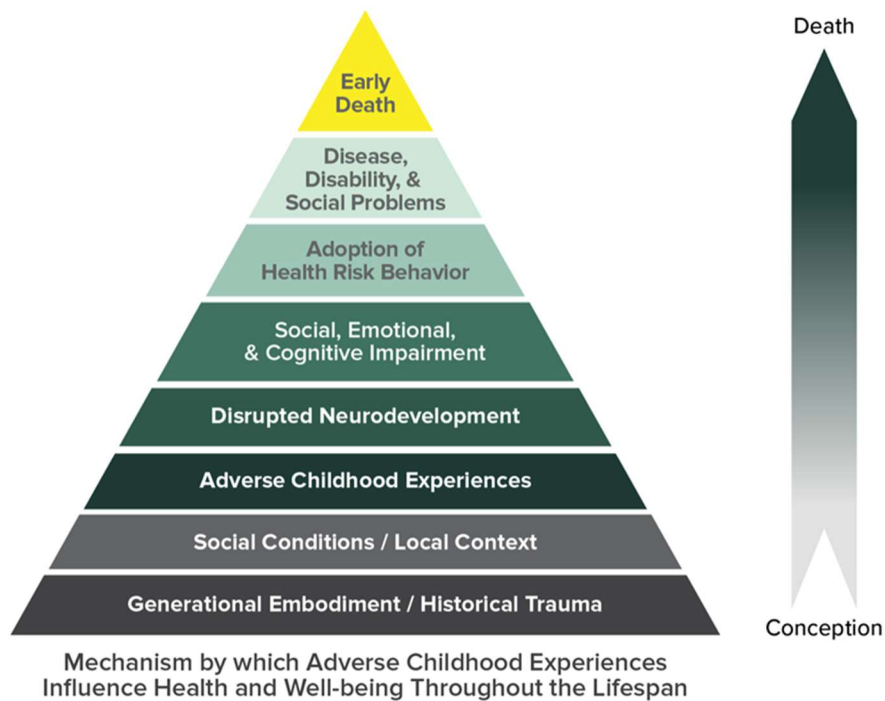 Death
Early
Death
Disease,
Disability, &
Social Problems
Adoption of
Health Risk Behavior
Social, Emotional,
& Cognitive Impairment
Disrupted Neurodevelopment
Adverse Childhood Experiences
Social Conditions / Local Context
Generational Embodiment / Historical Trauma
Conception
Mechanism by which Adverse Childhood Experiences
Influence Health and Well-being Throughout the Lifespan